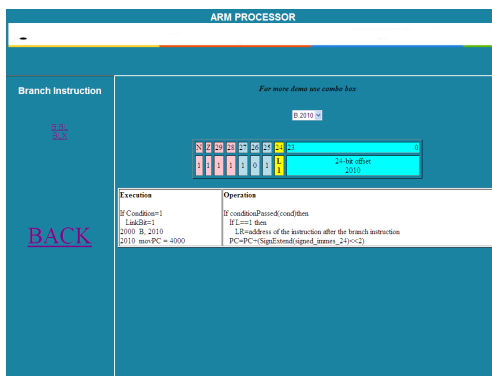 ARM PROCESSOR
Branch Instruction
For more demo use combo box
B,2010
B,BL
N Z 29 28 27 26 25 24 23 0
1 1 1 1 1 0 1 L 1 24-bit offset 2010
Execution
If Condition=1
LinkBit=1
2000 B, 2010
2010 movPC = 4000
Operation
If conditionPassed(cond)then
If L==1 then
LR=address of the instruction after the branch instruction
PC=PC+(SignExtend(signed_immes_24)<<2)
BACK